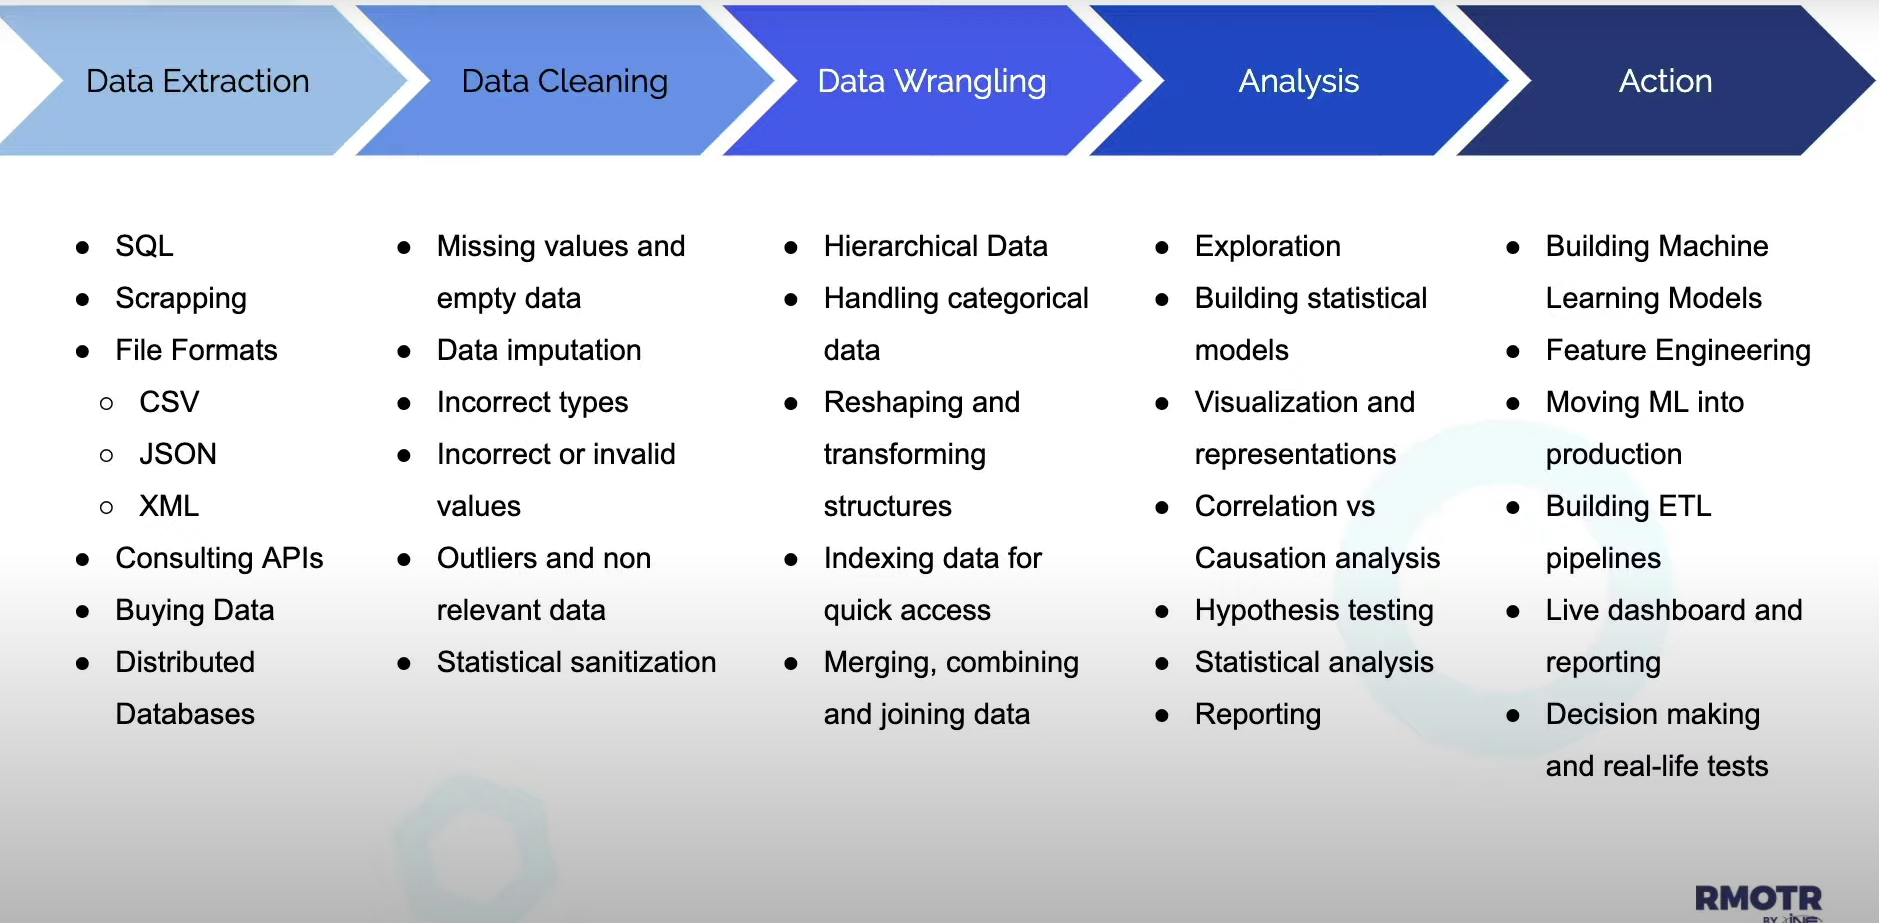 Data Extraction
Data Cleaning
Data Wrangling
Analysis
Action
● SQL
● Scrapping
● File Formats
○ CSV
○ JSON
○ XML
● Consulting APIs
● Buying Data
● Distributed
Databases
● Missing values and
empty data
● Data imputation
● Incorrect types
● Incorrect or invalid
values
● Outliers and non
relevant data
● Statistical sanitization
● Hierarchical Data
● Handling categorical
data
● Reshaping and
transforming
structures
● Indexing data for
quick access
● Merging, combining
and joining data
● Exploration
● Building statistical
models
● Visualization and
representations
● Correlation vs
Causation analysis
● Hypothesis testing
● Statistical analysis
● Reporting
● Building Machine
Learning Models
● Feature Engineering
● Moving ML into
production
● Building ETL
pipelines
● Live dashboard and
reporting
● Decision making
and real-life tests
RMOTR
BY INE